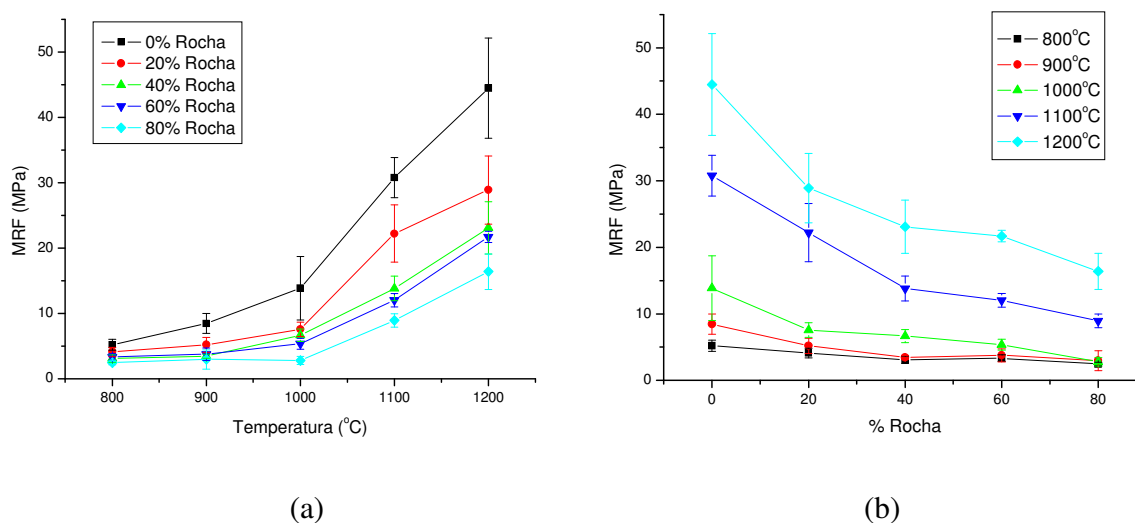 0% Rocha
20% Rocha
40% Rocha
60% Rocha
80% Rocha
MRF (MPa)
50
40
30
20
10
0
800
900
1000
1100
1200
Temperatura (°C)
(a)
800°C
900°C
1000°C
1100°C
1200°C
MRF (MPa)
50
40
30
20
10
0
0
20
40
60
80
% Rocha
(b)